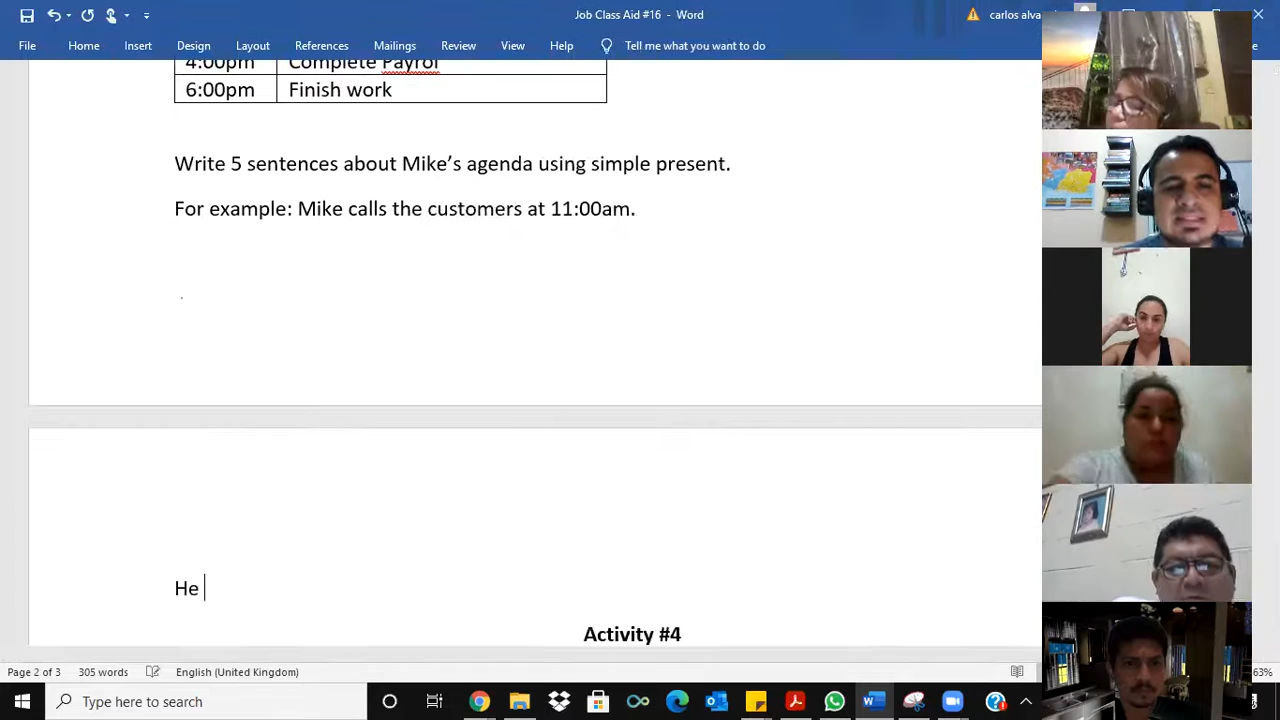 Job Class Aid #16 - Word
carlos alva
File Home Insert Design Layout References Mailings Review View Help Tell me what you want to do
4:00pm Complete Payrol
6:00pm Finish work
Write 5 sentences about Mike's agenda using simple present.
For example: Mike calls the customers at 11:00am.
He
Activity #4
Page 2 of 3 305 words English (United Kingdom)
63%
Type here to search